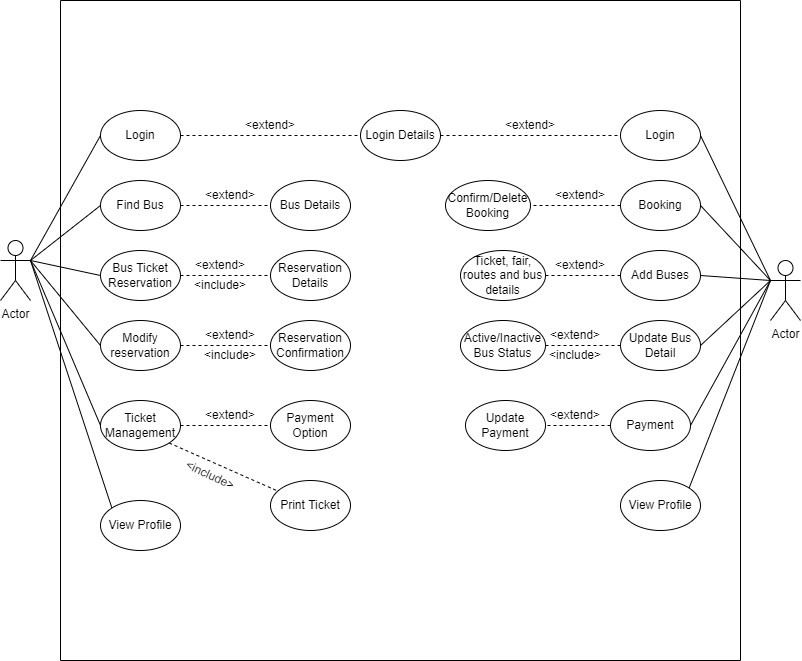 <extend>
<extend>
Login
Login Details
Login
<extend>
<extend>
Find Bus
Bus Details
Confirm/Delete
Booking
Booking
<extend>
<include>
Bus Ticket
Reservation
Reservation
Details
Ticket, fair,
routes and bus
details
<extend>
Add Buses
Actor
Actor
Modify
reservation
<extend>
<include>
Reservation
Confirmation
Active/Inactive
Bus Status
<extend>
<include>
Update Bus
Detail
Ticket
Management
<extend>
Payment
Option
Update
Payment
<extend>
Payment
<include>
Print Ticket
View Profile
View Profile